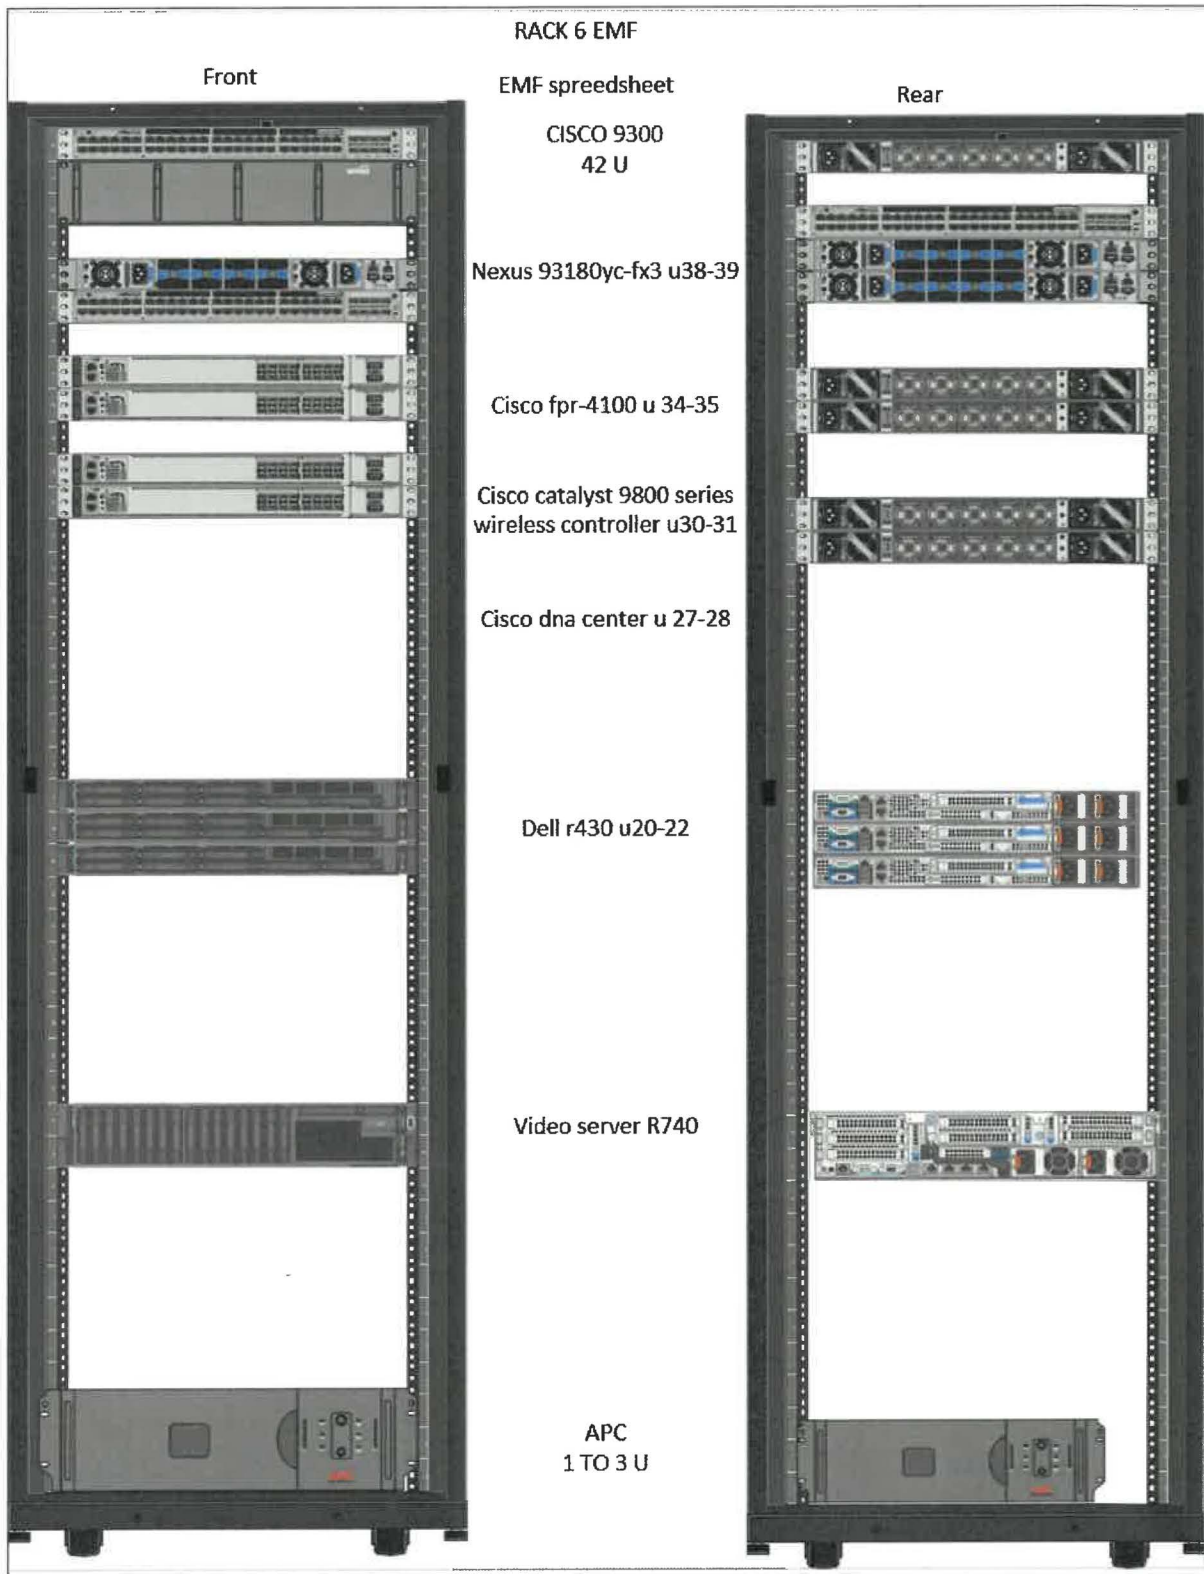 RACK 6 EMF
Front
EMF spreedsheet
Rear
CISCO 9300
42 U
Nexus 93180yc-fx3 u38-39
Cisco fpr-4100 u 34-35
Cisco catalyst 9800 series
wireless controller u30-31
Cisco dna center u 27-28
Dell r430 u20-22
Video server R740
APC
1 TO 3 U